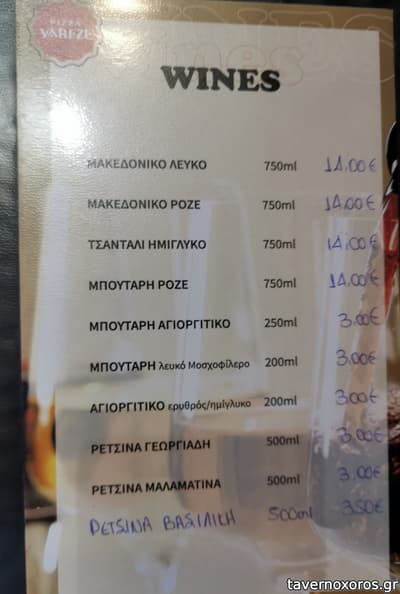 PIZZA
VAREZE
Wines
WINES
ΜΑΚΕΔΟΝΙΚΟ ΛΕΥΚΟ 750ml 14.00€
ΜΑΚΕΔΟΝΙΚΟ ΡΟΖΕ 750ml 14.00€
ΤΣΑΝΤΑΛΙ ΗΜΙΓΛΥΚΟ 750ml 14.00€
ΜΠΟΥΤΑΡΗ ΡΟΖΕ 750ml 14.00€
ΜΠΟΥΤΑΡΗ ΑΓΙΟΡΓΙΤΙΚΟ 250ml 3.00€
ΜΠΟΥΤΑΡΗ λευκό Μοσχοφίλερο 200ml 3.00€
ΑΓΙΟΡΓΙΤΙΚΟ ερυθρός/ημίγλυκο 200ml 3.00€
ΡΕΤΣΙΝΑ ΓΕΩΡΓΙΑΔΗ 500ml 3.00€
ΡΕΤΣΙΝΑ ΜΑΛΑΜΑΤΙΝΑ 500ml 3.00€
ΡΕΤΣΙΝΑ ΒΑΣΙΛΙΚΗ 500ml 3.50€
tavernoxoros.gr